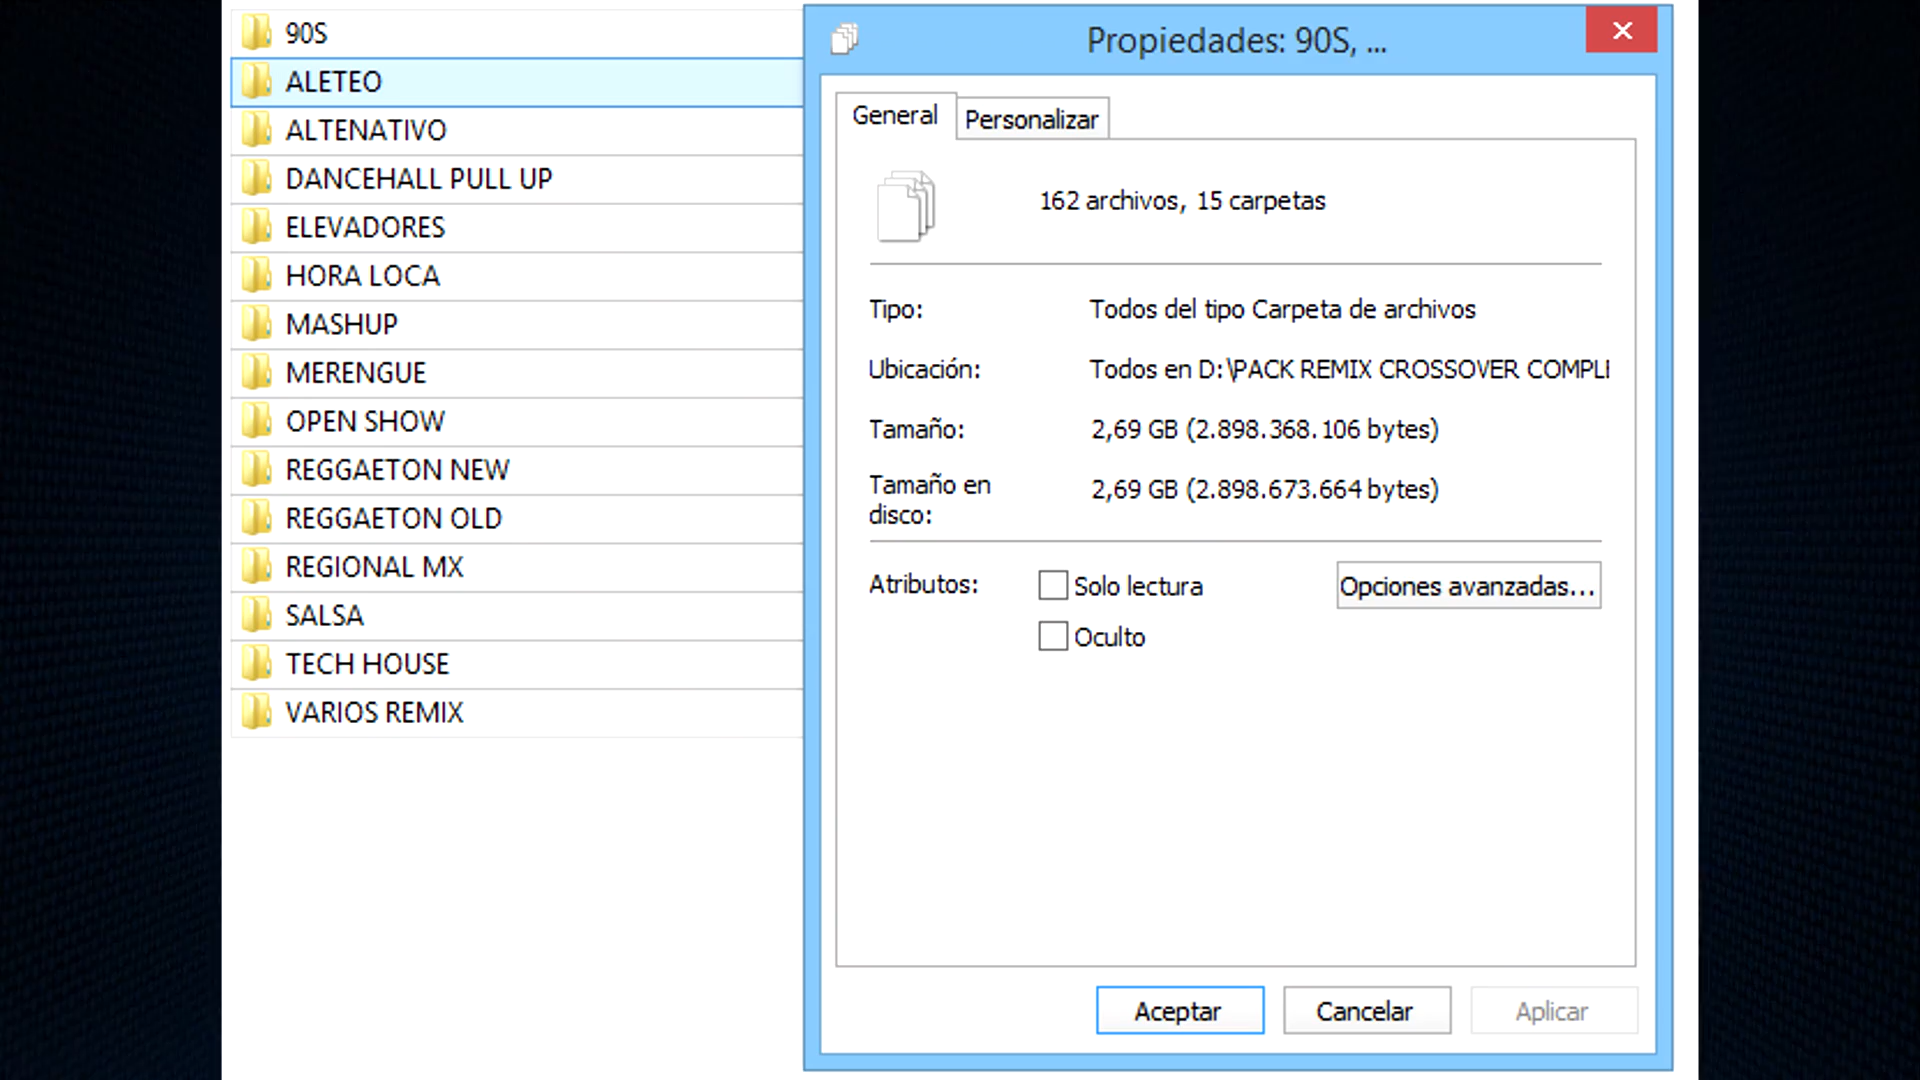 90S
ALETEO
ALTENATIVO
DANCEHALL PULL UP
ELEVADORES
HORA LOCA
MASHUP
MERENGUE
OPEN SHOW
REGGAETON NEW
REGGAETON OLD
REGIONAL MX
SALSA
TECH HOUSE
VARIOS REMIX
Propiedades: 90S, ...
General
Personalizar
162 archivos, 15 carpetas
Tipo: Todos del tipo Carpeta de archivos
Ubicación: Todos en D:\PACK REMIX CROSSOVER COMPL
Tamaño: 2,69 GB (2.898.368.106 bytes)
Tamaño en disco: 2,69 GB (2.898.673.664 bytes)
Atributos: Solo lectura
Opciones avanzadas...
Oculto
Aceptar
Cancelar
Aplicar